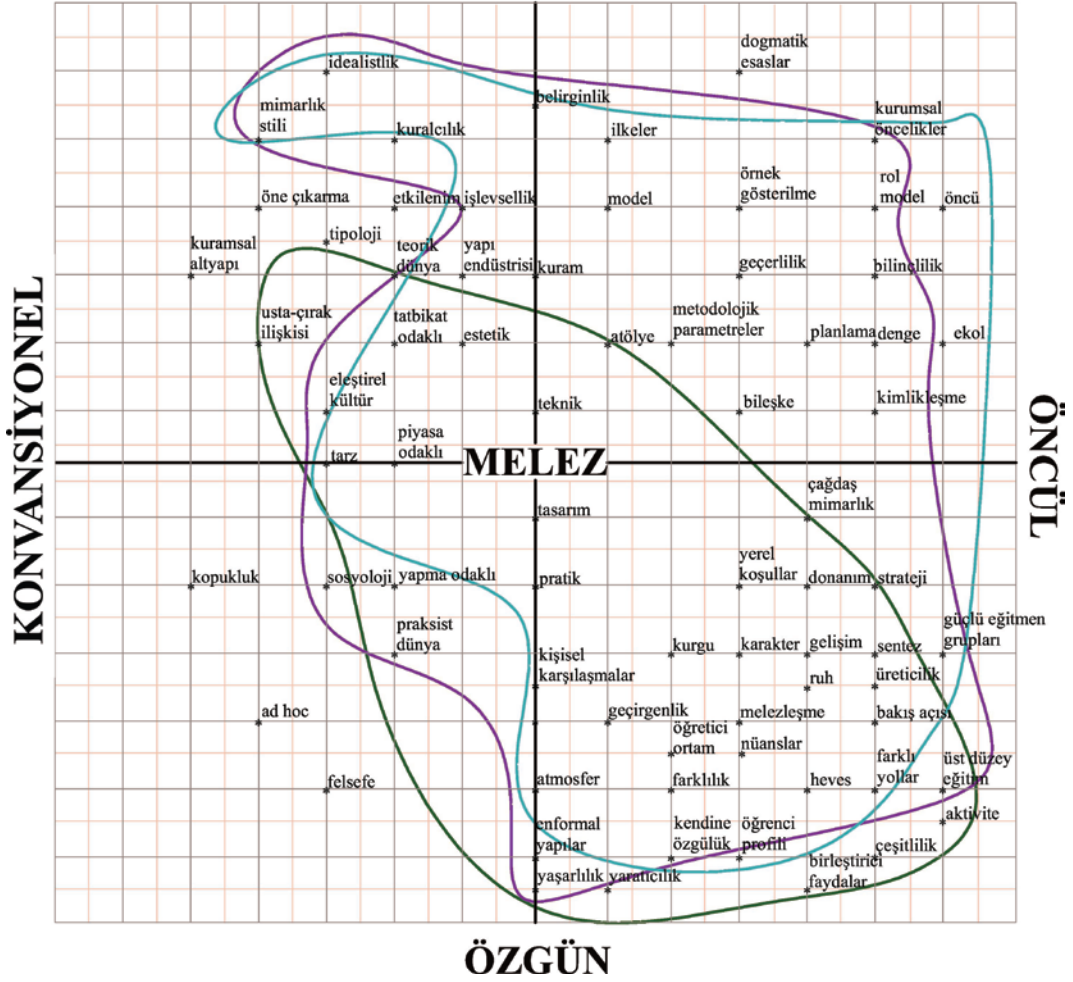 dogmatik
esaslar
idealistlik
belirginlik
mimarlık
stili
kuralcılık
ilkeler
kurumsal
öncelikler
öne çıkarma
etkilenim
işlevsellik
model
örnek
gösterilme
rol
model
öncü
tipoloji
kuramsal
altyapı
teorik
dünya
yapı
endüstrisi
kuram
geçerlilik
bilinçlilik
usta-çırak
ilişkisi
tatbikat
odaklı
estetik
atölye
metodolojik
parametreler
planlama
denge
ekol
eleştirel
kültür
teknik
bileşke
kimlikleşme
tarz
piyasa
odaklı
KONVANSİYONEL
MELEZ
ÖNCÜL
tasarım
çağdaş
mimarlık
kopukluk
sosyoloji
yapma odaklı
pratik
yerel
koşullar
donanım
strateji
praksist
dünya
kişisel
karşılaşmalar
kurgu
karakter
gelişim
sentez
güçlü eğitmen
grupları
ruh
üreticilik
ad hoc
geçirgenlik
melezleşme
bakış açısı
öğretici
ortam
nüanslar
felsefe
atmosfer
farklılık
heves
farklı
yollar
üst düzey
eğitim
aktivite
enformal
yapılar
kendine
özgülük
öğrenci
profili
birleştirici
faydalar
çeşitlilik
yaşarlılık
yaratıcılık
ÖZGÜN